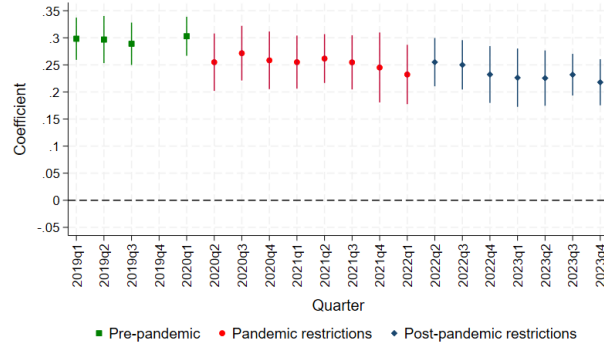 Coefficient
.35
.3
.25
.2
.15
.1
.05
0
-.05
2019q1
2019q2
2019q3
2019q4
2020q1
2020q2
2020q3
2020q4
2021q1
2021q2
2021q3
2021q4
2022q1
2022q2
2022q3
2022q4
2023q1
2023q2
2023q3
2023q4
Quarter
Pre-pandemic Pandemic restrictions Post-pandemic restrictions